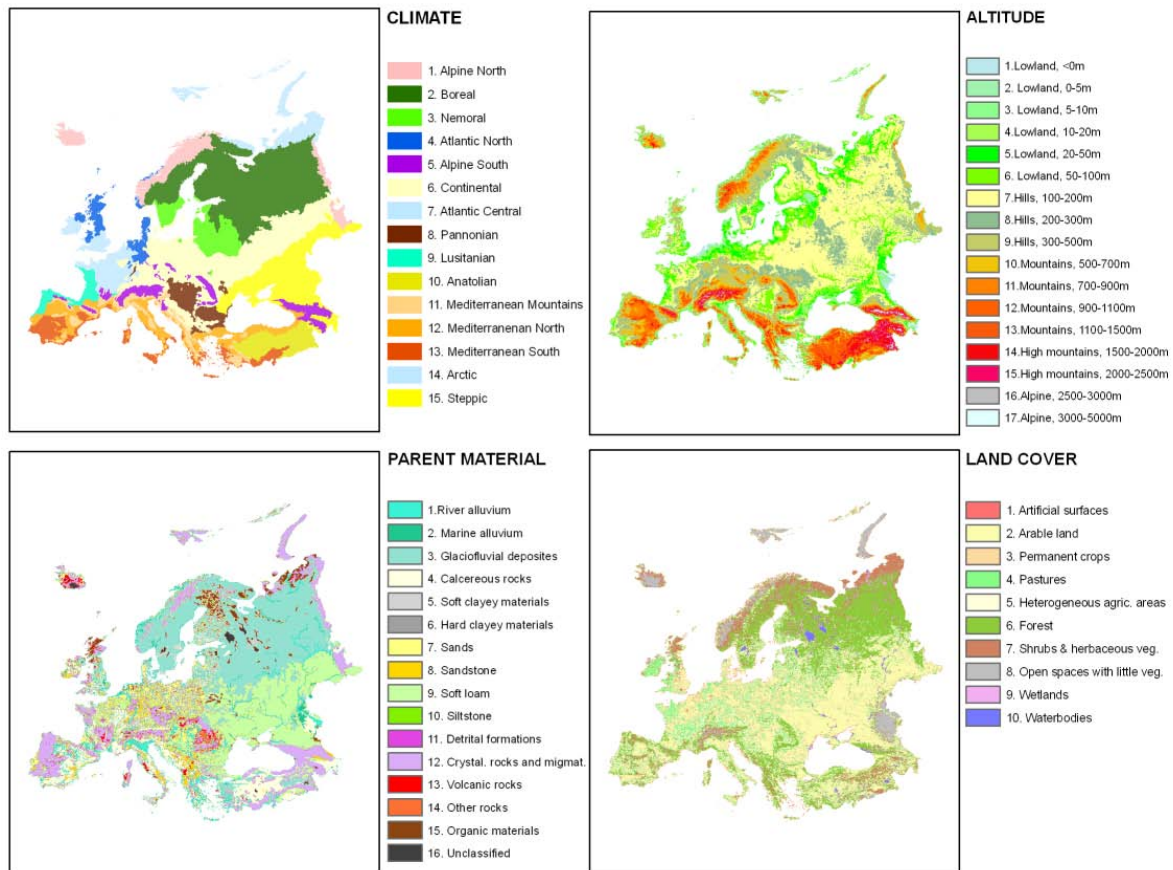 CLIMATE
1. Alpine North
2. Boreal
3. Nemoral
4. Atlantic North
5. Alpine South
6. Continental
7. Atlantic Central
8. Pannonian
9. Lusitanian
10. Anatolian
11. Mediterranean Mountains
12. Mediterranenan North
13. Mediterranean South
14. Arctic
15. Steppic
ALTITUDE
1.Lowland, <0m
2. Lowland, 0-5m
3. Lowland, 5-10m
4. Lowland, 10-20m
5.Lowland, 20-50m
6. Lowland, 50-100m
7.Hills, 100-200m
8.Hills, 200-300m
9.Hills, 300-500m
10.Mountains, 500-700m
11.Mountains, 700-900m
12.Mountains, 900-1100m
13.Mountains, 1100-1500m
14.High mountains, 1500-2000m
15.High mountains, 2000-2500m
16.Alpine, 2500-3000m
17.Alpine, 3000-5000m
PARENT MATERIAL
1.River alluvium
2. Marine alluvium
3. Glaciofluvial deposites
4. Calcereous rocks
5. Soft clayey materials
6. Hard clayey materials
7. Sands
8. Sandstone
9. Soft loam
10. Siltstone
11. Detrital formations
12. Crystal. rocks and migmat.
13. Volcanic rocks
14. Other rocks
15. Organic materials
16. Unclassified
LAND COVER
1. Artificial surfaces
2. Arable land
3. Permanent crops
4. Pastures
5. Heterogeneous agric. areas
6. Forest
7. Shrubs & herbaceous veg.
8. Open spaces with little veg.
9. Wetlands
10. Waterbodies